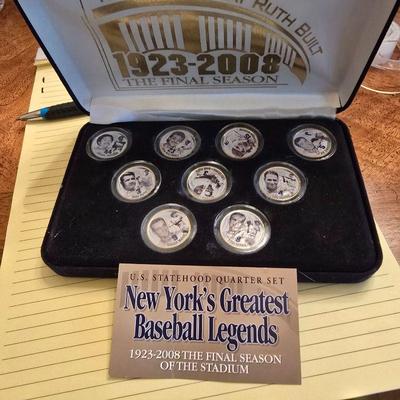 RUTH BUILT
1923-2008
THE FINAL SEASON
U.S. STATEHOOD QUARTER SET
New York's Greatest
Baseball Legends
1923-2008 THE FINAL SEASON
OF THE STADIUM